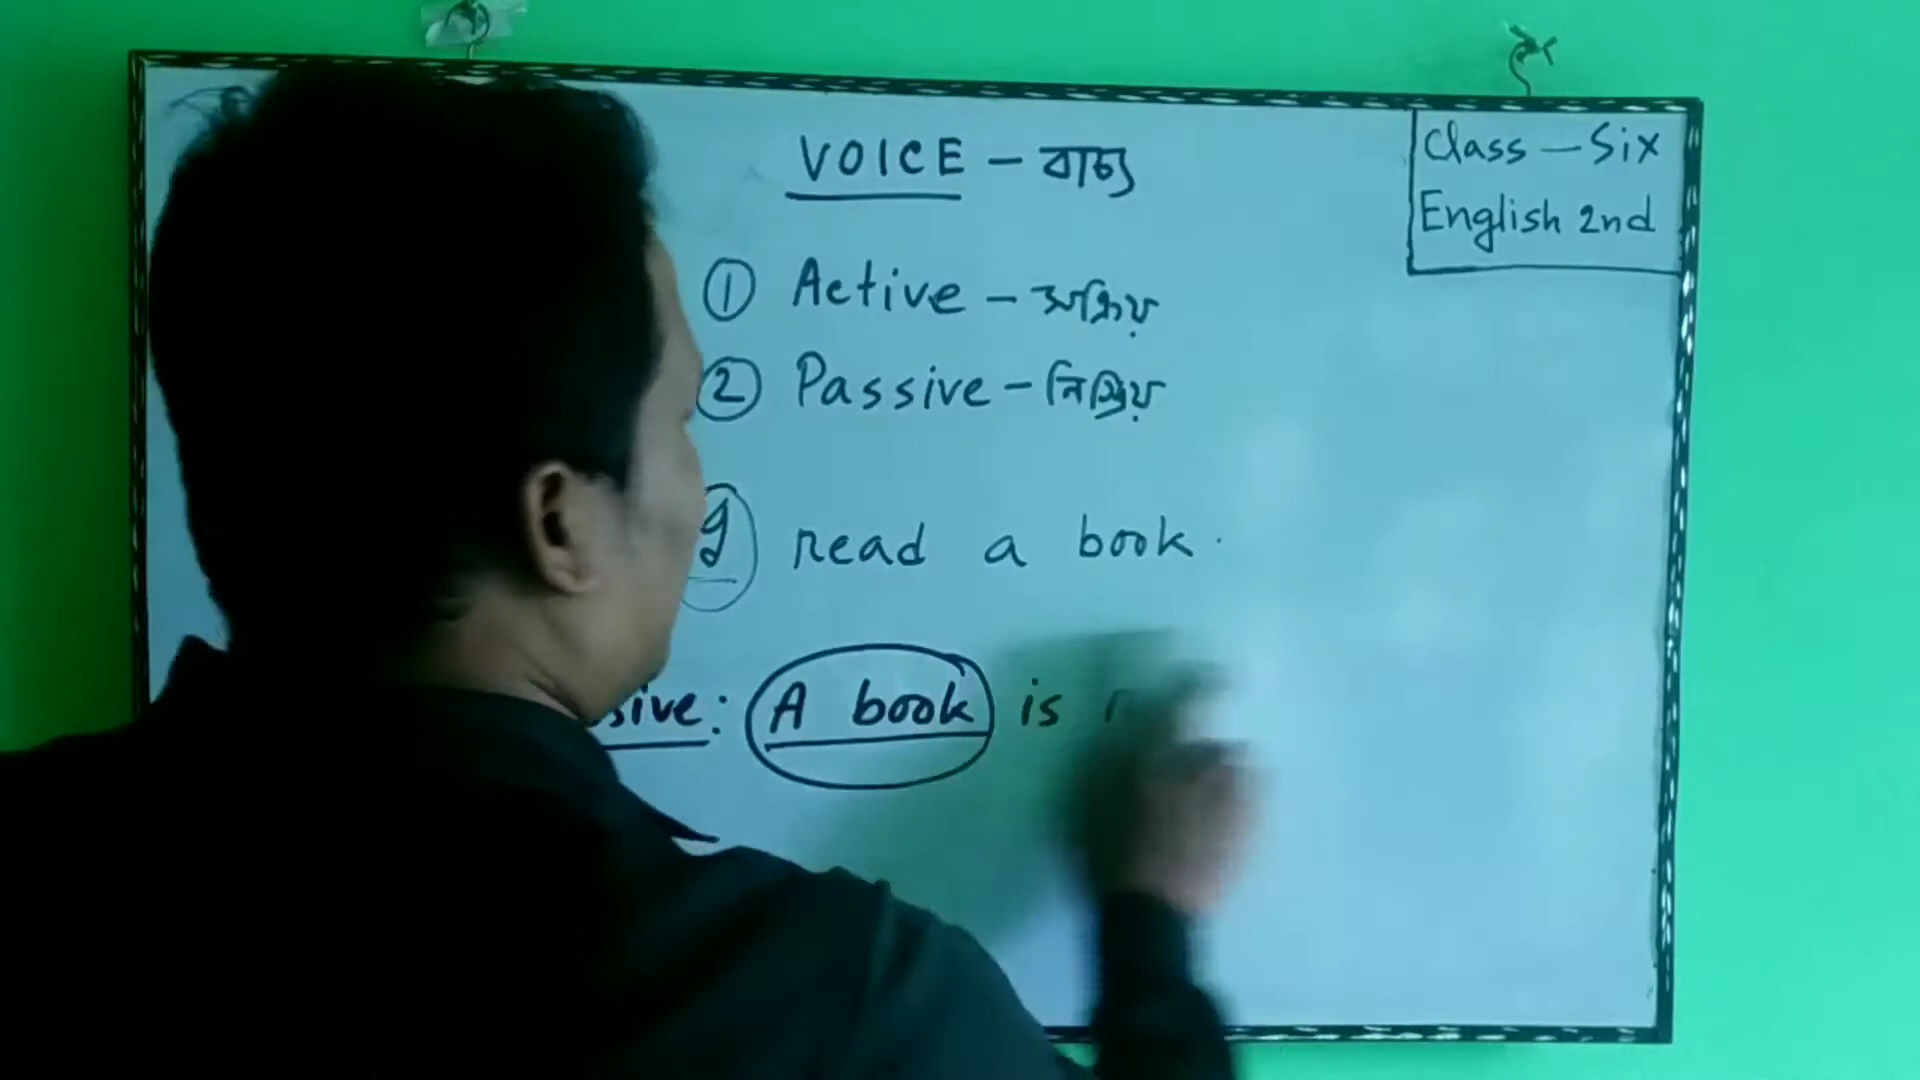 VOICE – বাচ্য
Class – Six
English 2nd
① Active – সক্রিয়
② Passive – নিষ্ক্রিয়
I read a book.
sive: A book is